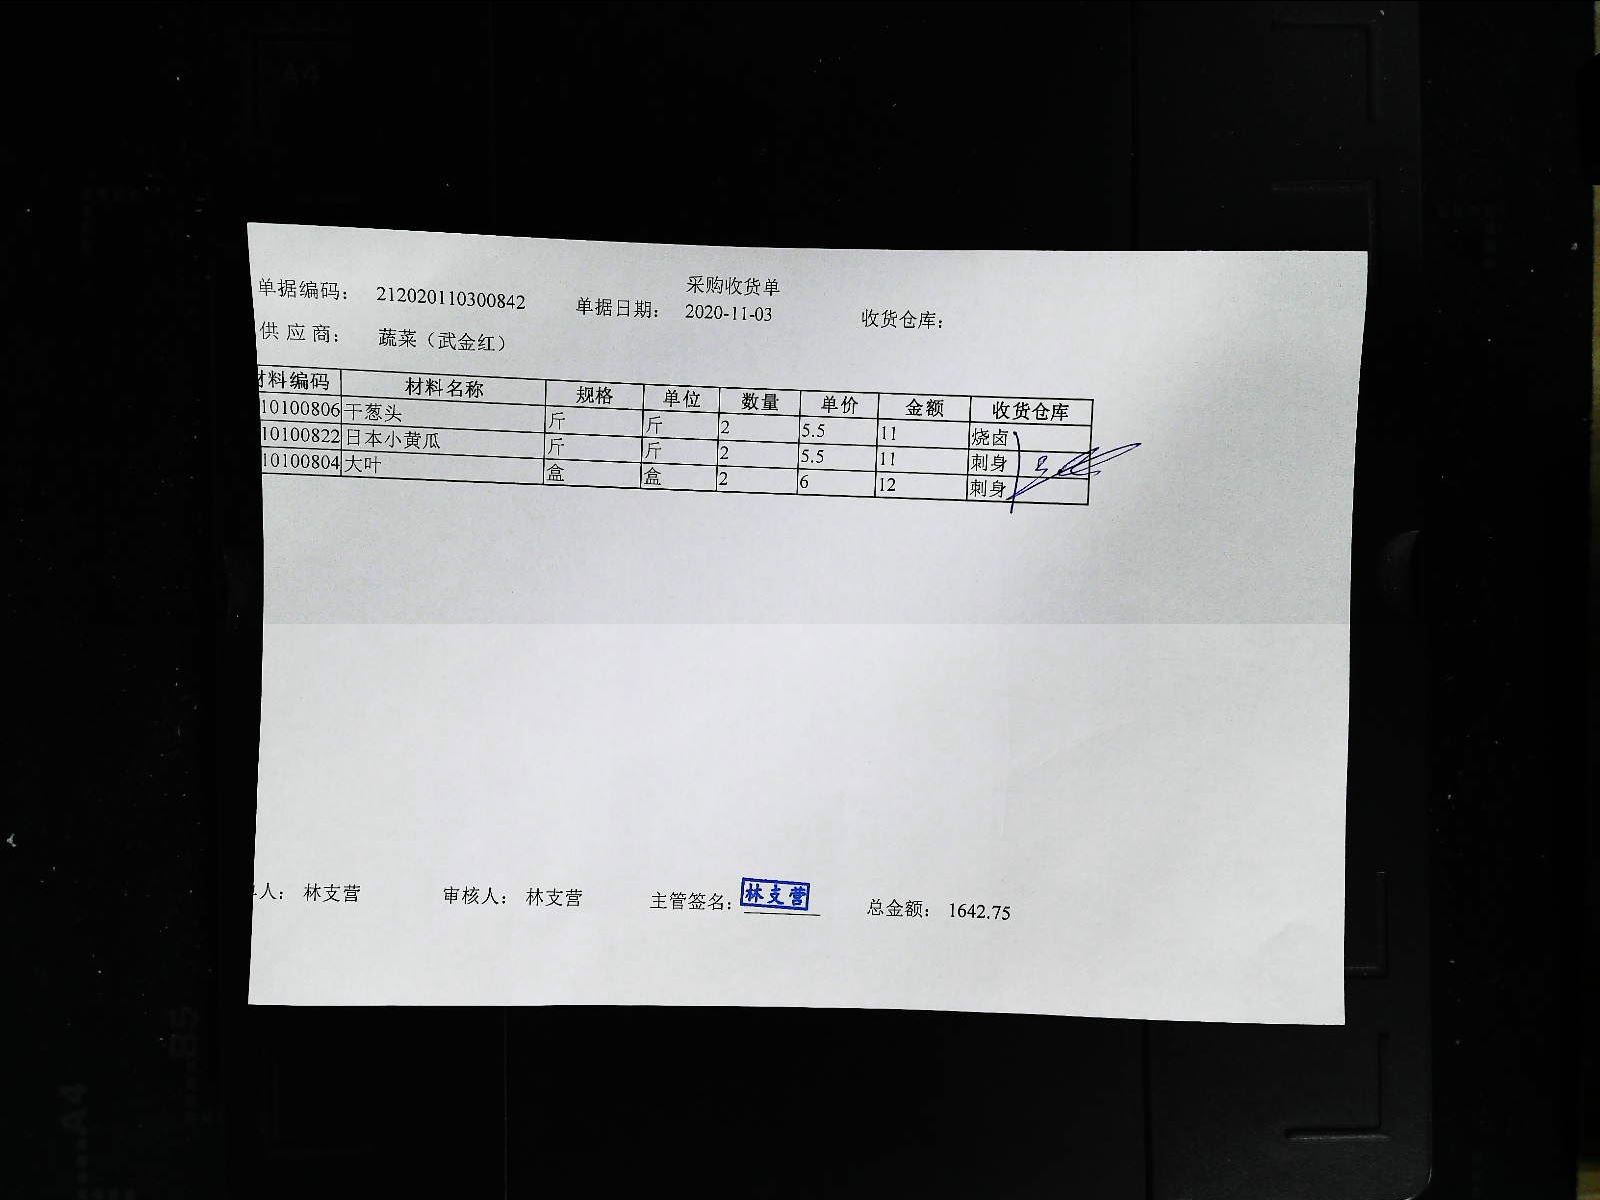 采购收货单
单据编码： 212020110300842 单据日期： 2020-11-03 收货仓库：
供应商： 蔬菜（武金红）
材料编码 材料名称 规格 单位 数量 单价 金额 收货仓库
10100806 干葱头 斤 斤 2 5.5 11 烧卤
10100822 日本小黄瓜 斤 斤 2 5.5 11 刺身
10100804 大叶 盒 盒 2 6 12 刺身
人： 林支营 审核人： 林支营 主管签名： 林支营 总金额： 1642.75